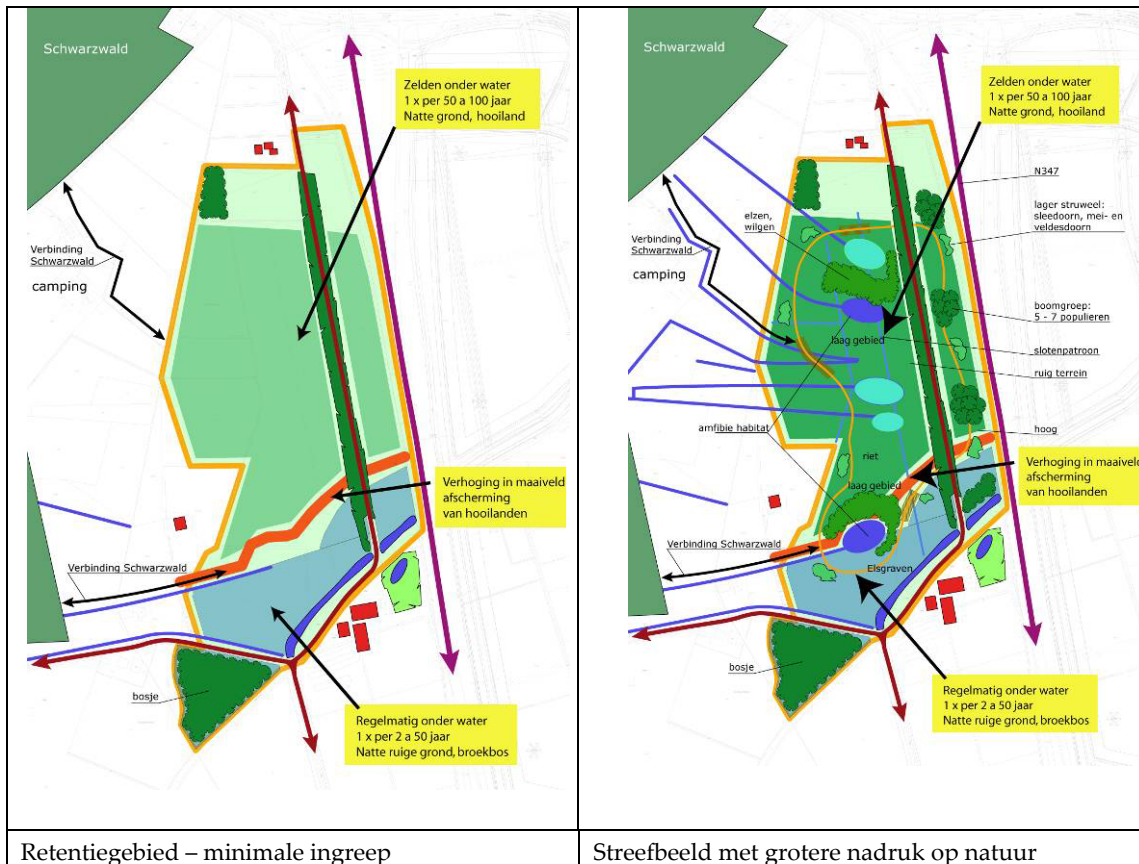 Schwarzwald
Zelden onder water
1 x per 50 a 100 jaar
Natte grond, hooiland
Verbinding
Schwarzwald
camping
Verhoging in maaiveld
afscherming
van hooilanden
Verbinding Schwarzwald
bosje
Regelmatig onder water
1 x per 2 a 50 jaar
Natte ruige grond, broekbos
Retentiegebied – minimale ingreep
Schwarzwald
Zelden onder water
1 x per 50 a 100 jaar
Natte grond, hooiland
N347
lager struweel:
sleedoorn, mei- en
veldesdoorn
elzen,
wilgen
Verbinding
Schwarzwald
camping
boomgroep:
5 - 7 populieren
laag gebied
slotenpatroon
ruig terrein
amfibie habitat
hoog
riet
laag gebied
Verhoging in maaiveld
afscherming
van hooilanden
Verbinding Schwarzwald
Elsgraven
bosje
Regelmatig onder water
1 x per 2 a 50 jaar
Natte ruige grond, broekbos
Streefbeeld met grotere nadruk op natuur